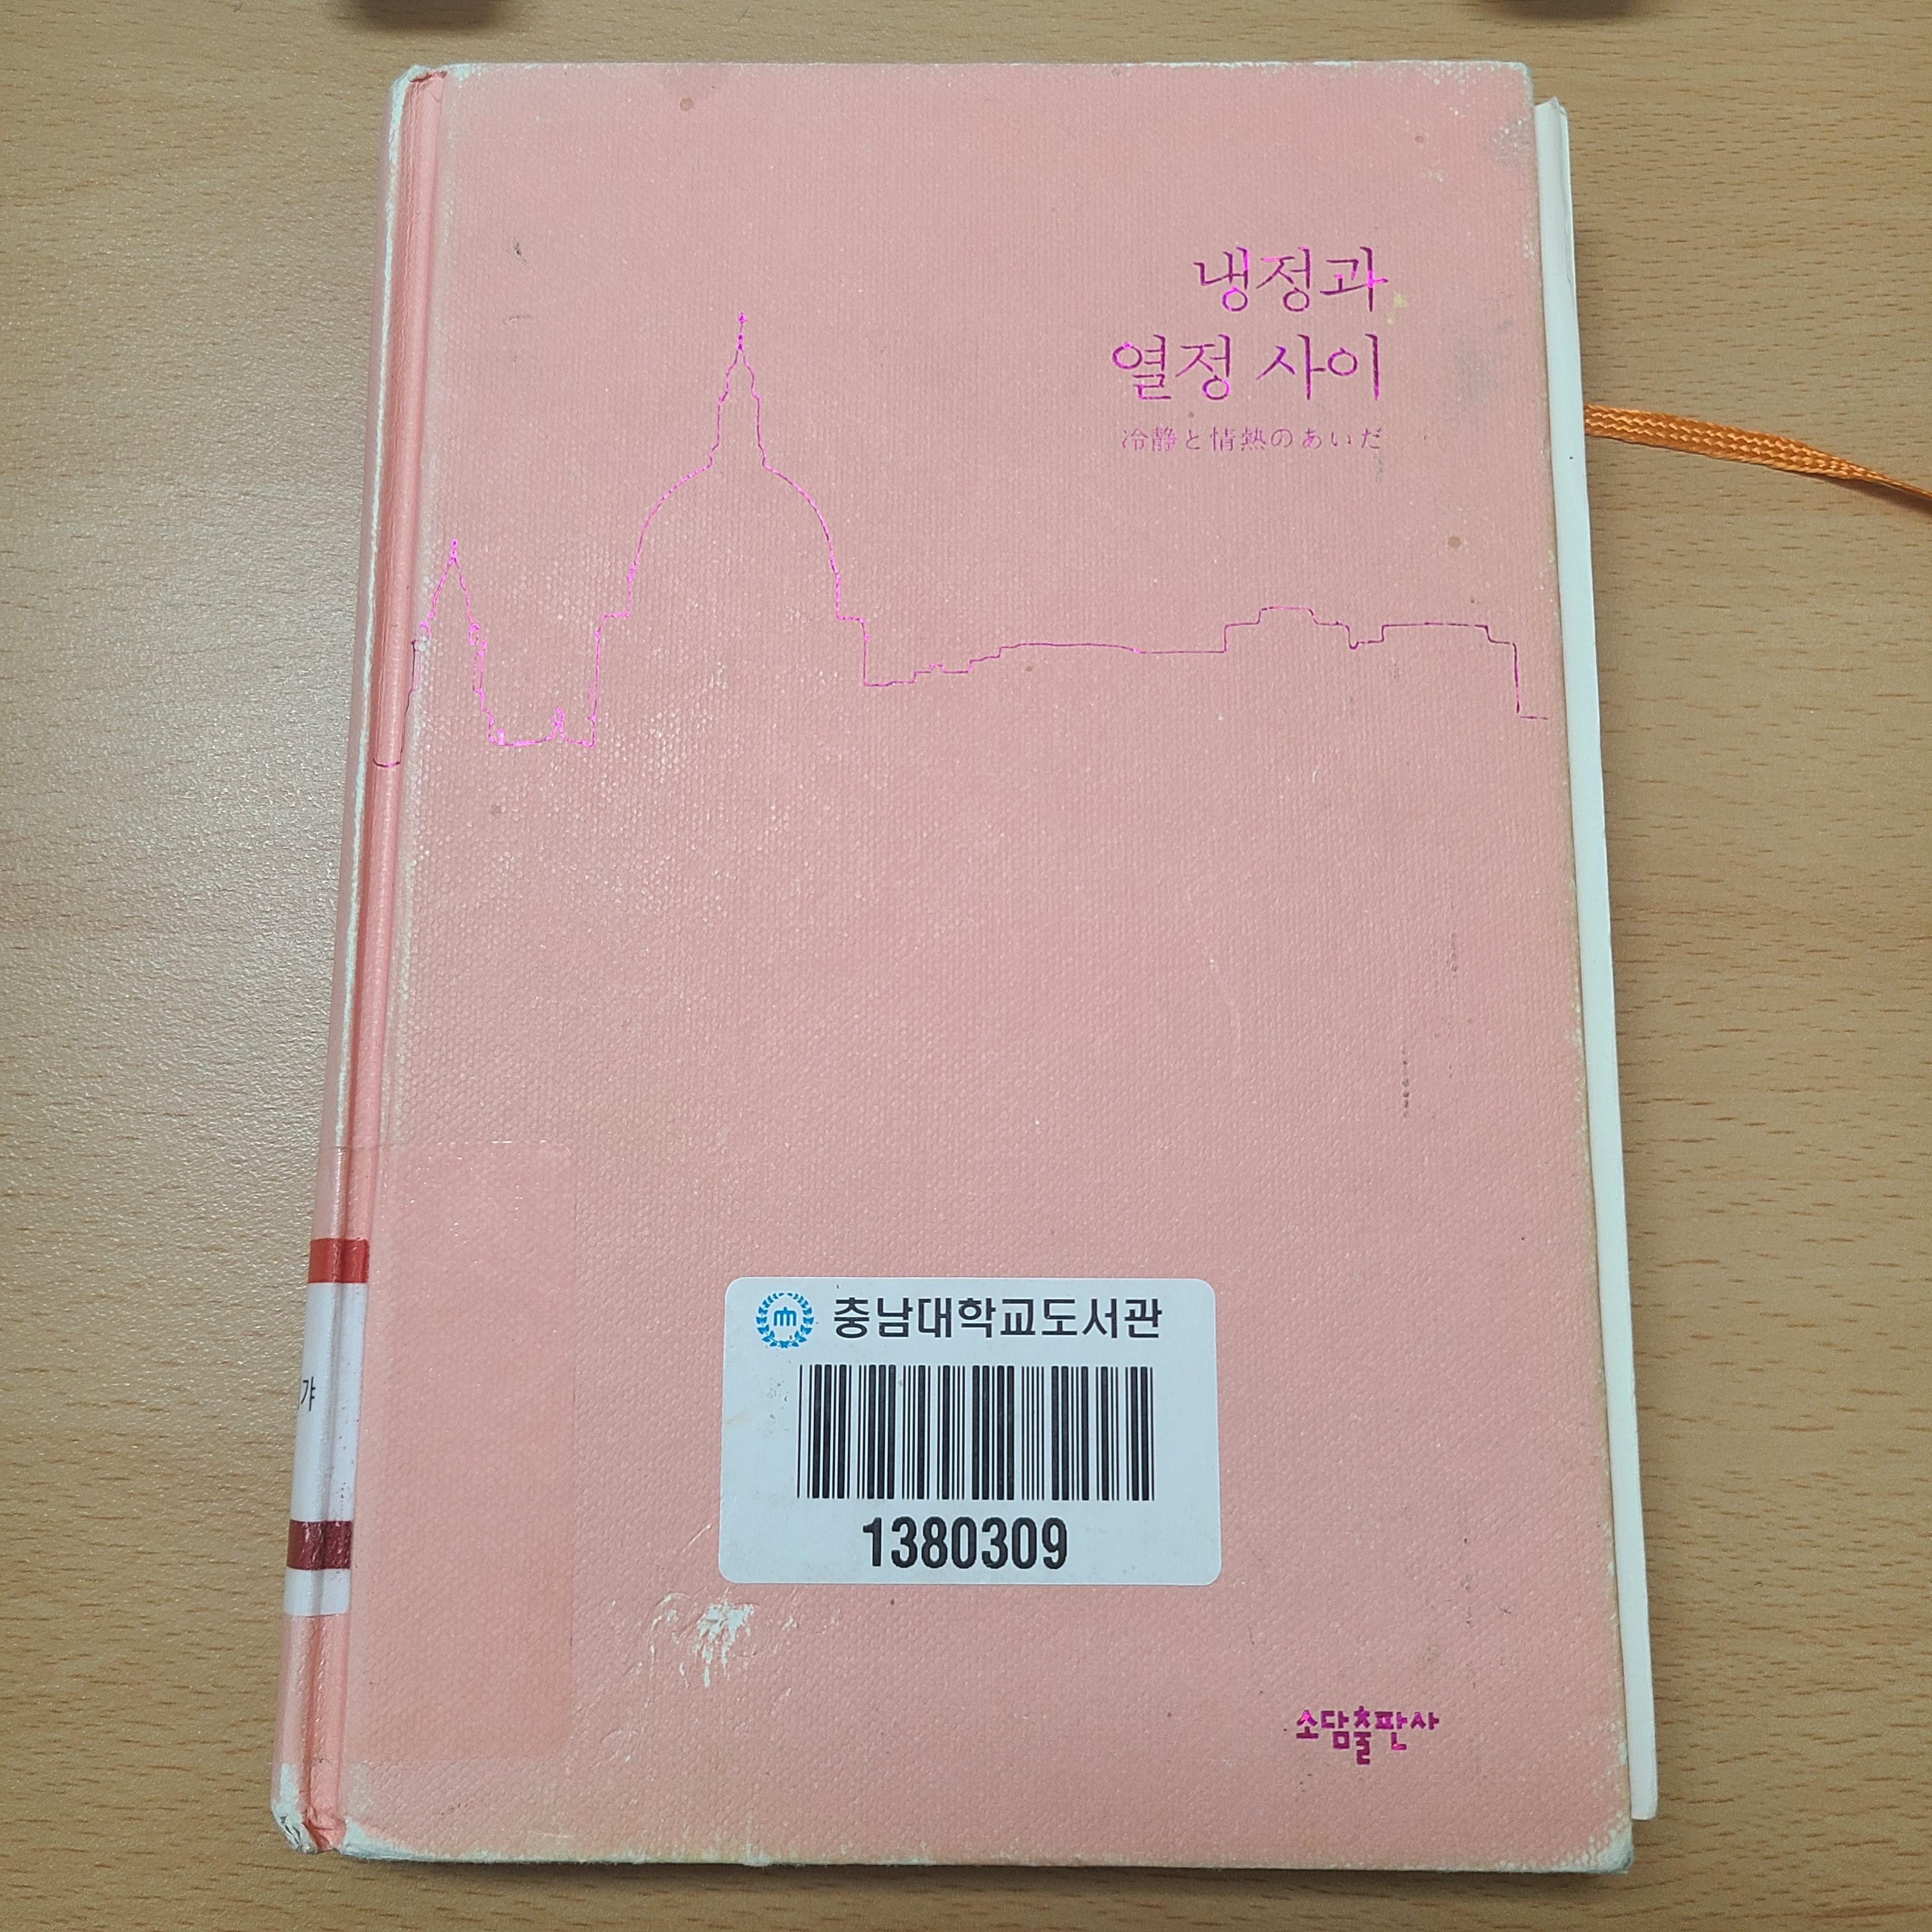 냉정과
열정 사이
冷静と情熱のあいだ
충남대학교도서관
1380309
소담출판사